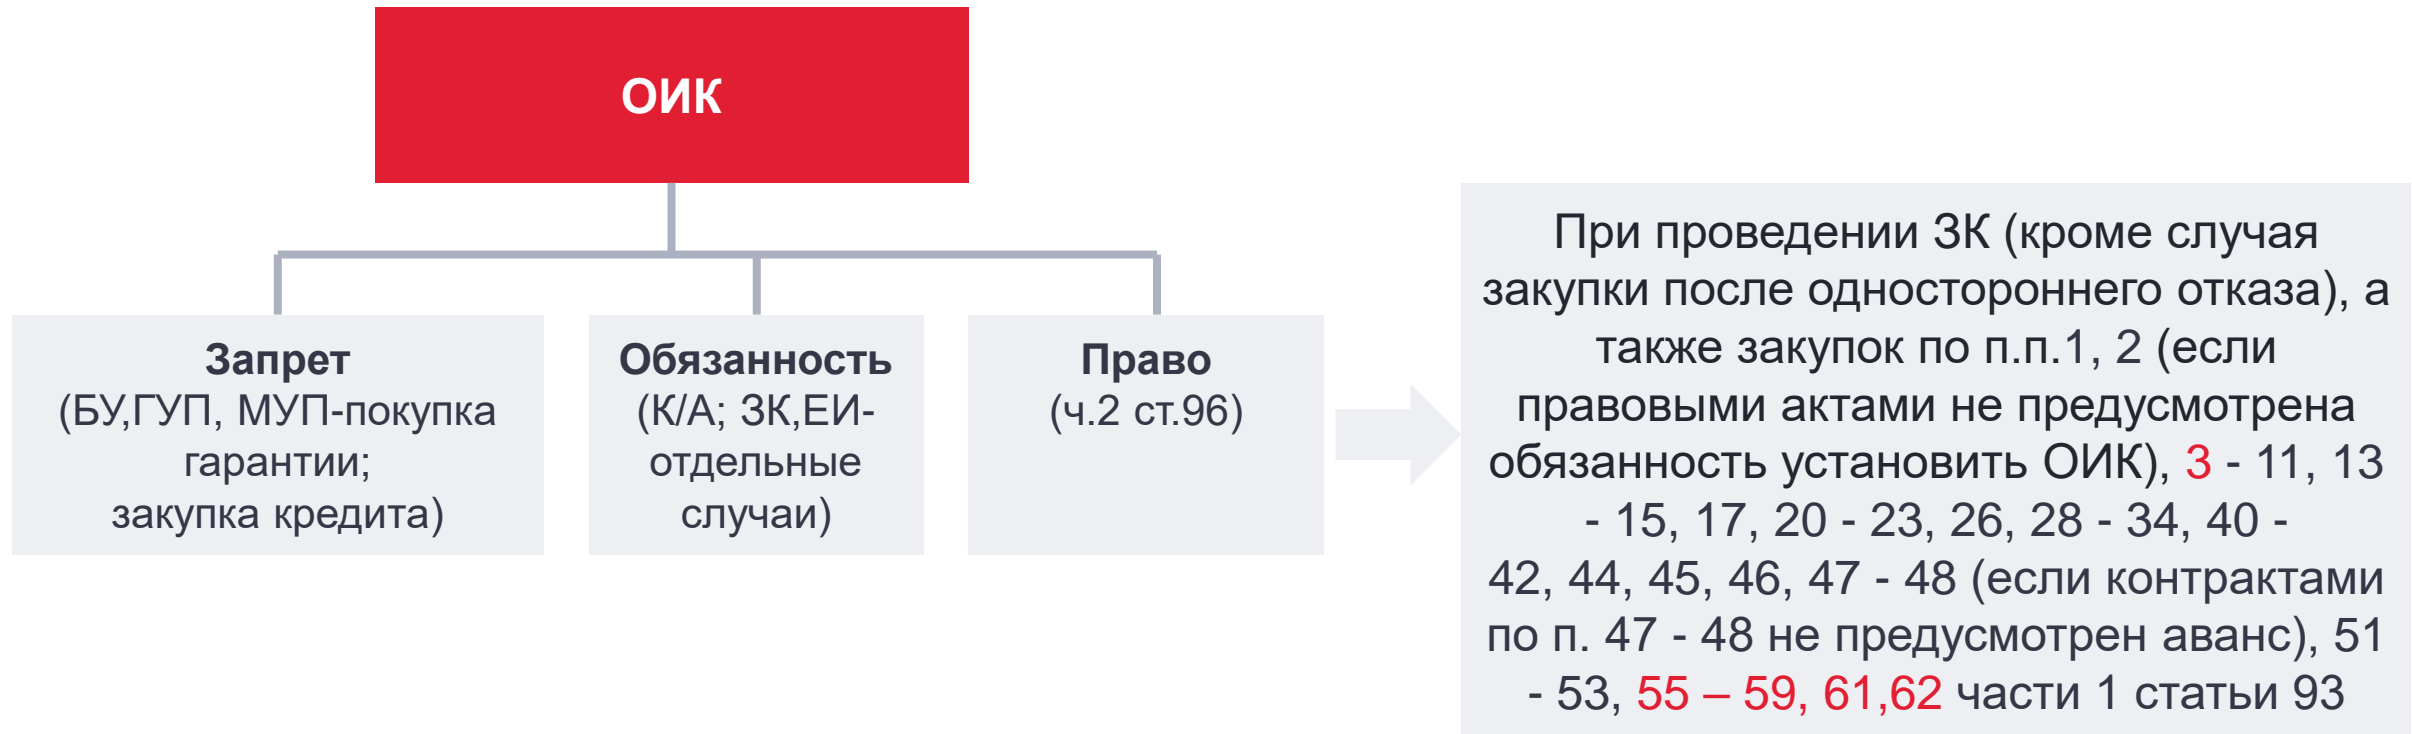 ОИК
Запрет
(БУ,ГУП, МУП-покупка
гарантии;
закупка кредита)
Обязанность
(К/А; ЗК,ЕИ-
отдельные
случаи)
Право
(ч.2 ст.96)
При проведении ЗК (кроме случая
закупки после одностороннего отказа), а
также закупок по п.п.1, 2 (если
правовыми актами не предусмотрена
обязанность установить ОИК), 3 - 11, 13
- 15, 17, 20 - 23, 26, 28 - 34, 40 -
42, 44, 45, 46, 47 - 48 (если контрактами
по п. 47 - 48 не предусмотрен аванс), 51
- 53, 55 – 59, 61,62 части 1 статьи 93